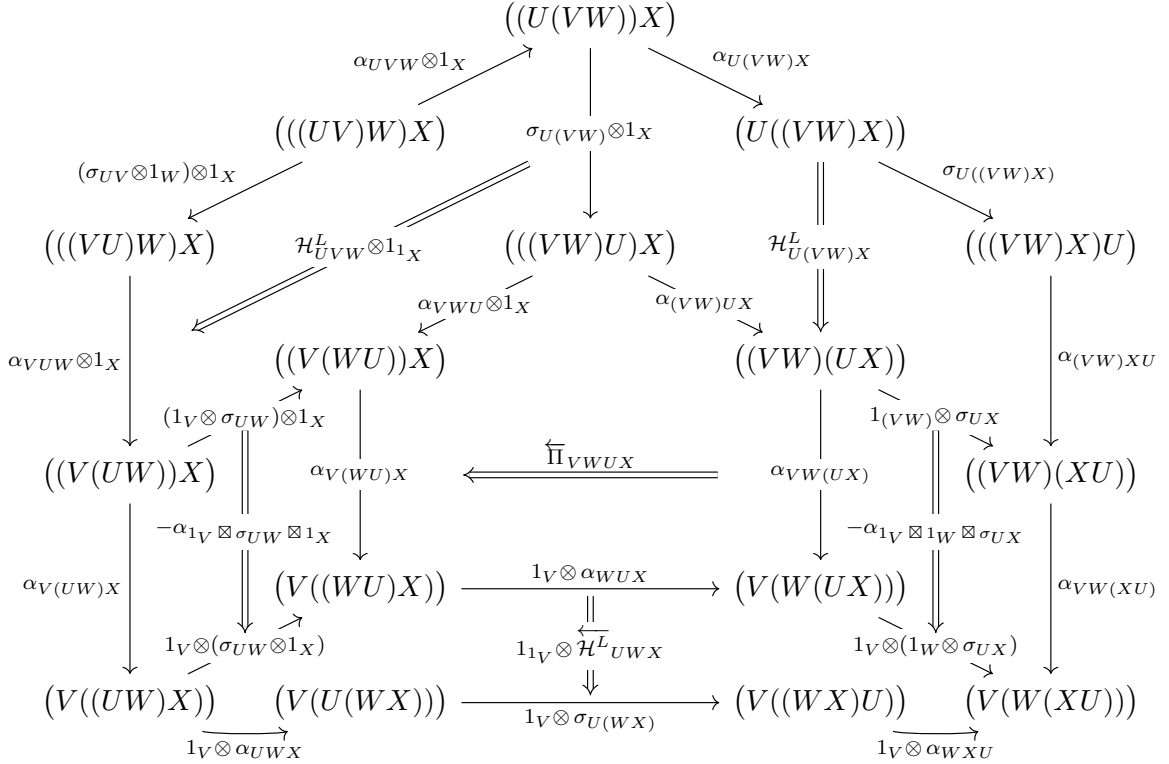 ((U(VW))X)
α_{UVW}⊗1_X
α_{U(VW)X}
(((UV)W)X)
σ_{U(VW)}⊗1_X
(U((VW)X))
(σ_{UV}⊗1_W)⊗1_X
σ_{U((VW)X)}
(((VU)W)X)
ℋ^L_{UVW}⊗1_{1_X}
(((VW)U)X)
ℋ^L_{U(VW)X}
(((VW)X)U)
α_{VWU}⊗1_X
α_{(VW)UX}
α_{VUW}⊗1_X
((V(WU))X)
((VW)(UX))
α_{(VW)XU}
(1_V⊗σ_{UW})⊗1_X
1_{(VW)}⊗σ_{UX}
((V(UW))X)
α_{V(WU)X}
\overleftarrow{Π}_{VWUX}
α_{VW(UX)}
((VW)(XU))
−α_{1_V⊠σ_{UW}⊠1_X}
−α_{1_V⊠1_W⊠σ_{UX}}
α_{V(UW)X}
(V((WU)X))
1_V⊗α_{WUX}
(V(W(UX)))
α_{VW(XU)}
1_V⊗(σ_{UW}⊗1_X)
1_{1_V}⊗\overleftarrow{ℋ^L}_{UWX}
1_V⊗(1_W⊗σ_{UX})
(V((UW)X))
(V(U(WX)))
1_V⊗σ_{U(WX)}
(V((WX)U))
(V(W(XU)))
1_V⊗α_{UWX}
1_V⊗α_{WXU}